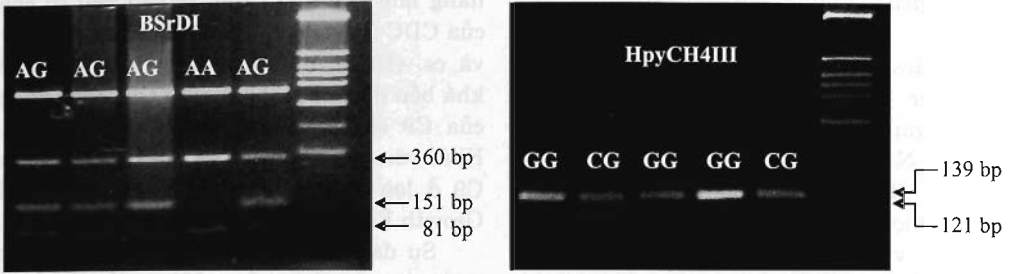 BSrDI
AG AG AG AA AG
360 bp
151 bp
81 bp
HpyCH4III
GG CG GG GG CG
139 bp
121 bp